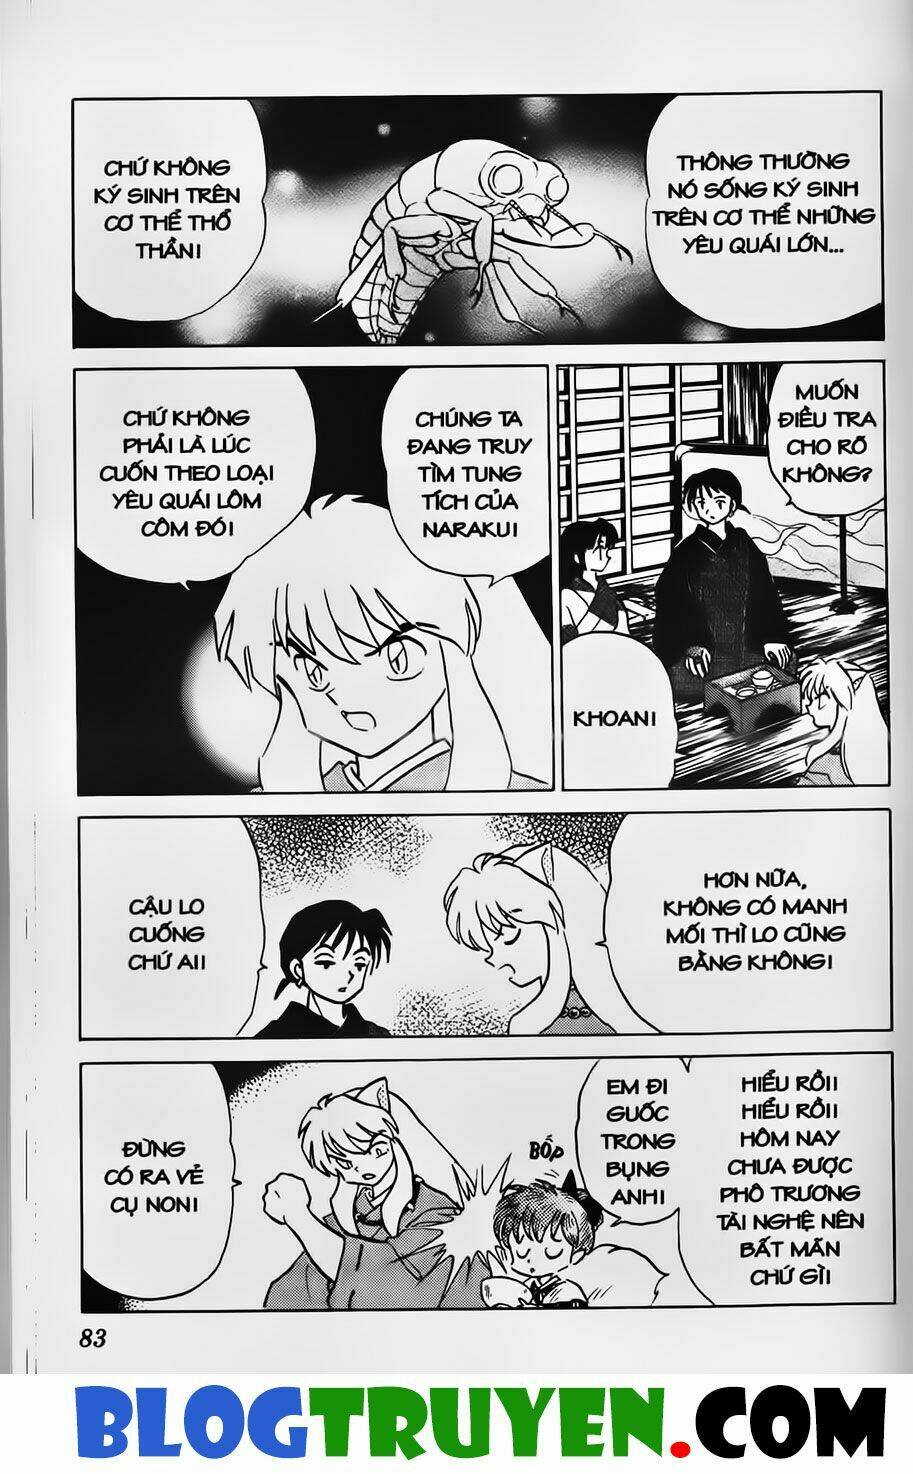 THÔNG THƯỜNG
NÓ SỐNG KÝ SINH
TRÊN CƠ THỂ NHỮNG
YÊU QUÁI LỚN...
CHỨ KHÔNG
KÝ SINH TRÊN
CƠ THỂ THỔ
THẦN!
MUỐN
ĐIỀU TRA
CHO RÕ
KHÔNG?
KHOAN!
CHÚNG TA
ĐANG TRUY
TÌM TUNG
TÍCH CỦA
NARAKU!
CHỨ KHÔNG
PHẢI LÀ LÚC
CUỐN THEO LOẠI
YÊU QUÁI LÔM
CÔM ĐÓ!
HƠN NỮA,
KHÔNG CÓ MANH
MỐI THÌ LO CŨNG
BẰNG KHÔNG!
CẬU LO
CUỐNG
CHỨ AI!
HIỂU RỒI!
HIỂU RỒI!
HÔM NAY
CHƯA ĐƯỢC
PHÔ TRƯƠNG
TÀI NGHỆ NÊN
BẤT MÃN
CHỨ GÌ!
EM ĐI
GUỐC
TRONG
BỤNG
ANH!
BỐP
ĐỪNG
CÓ RA VẺ
CỤ NON!
83
BLOGTRUYEN.COM